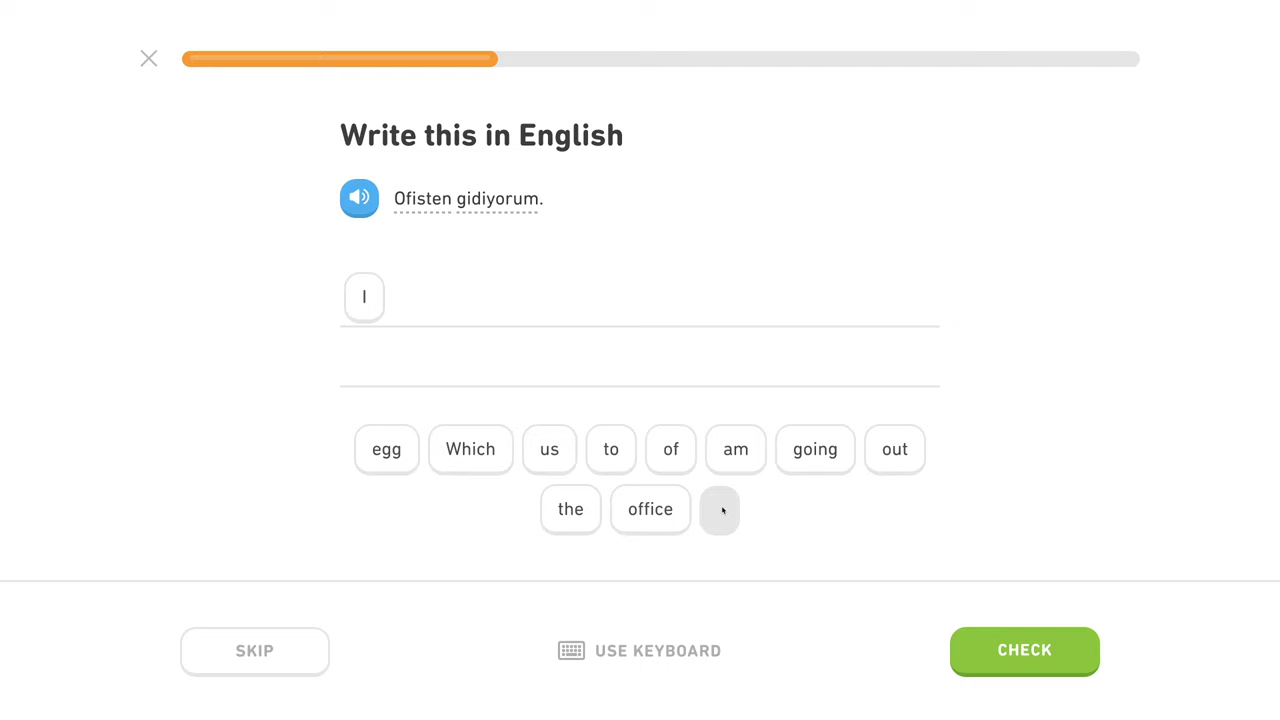 Write this in English
Ofisten gidiyorum.
I
egg Which us to of am going out
the office
SKIP USE KEYBOARD CHECK